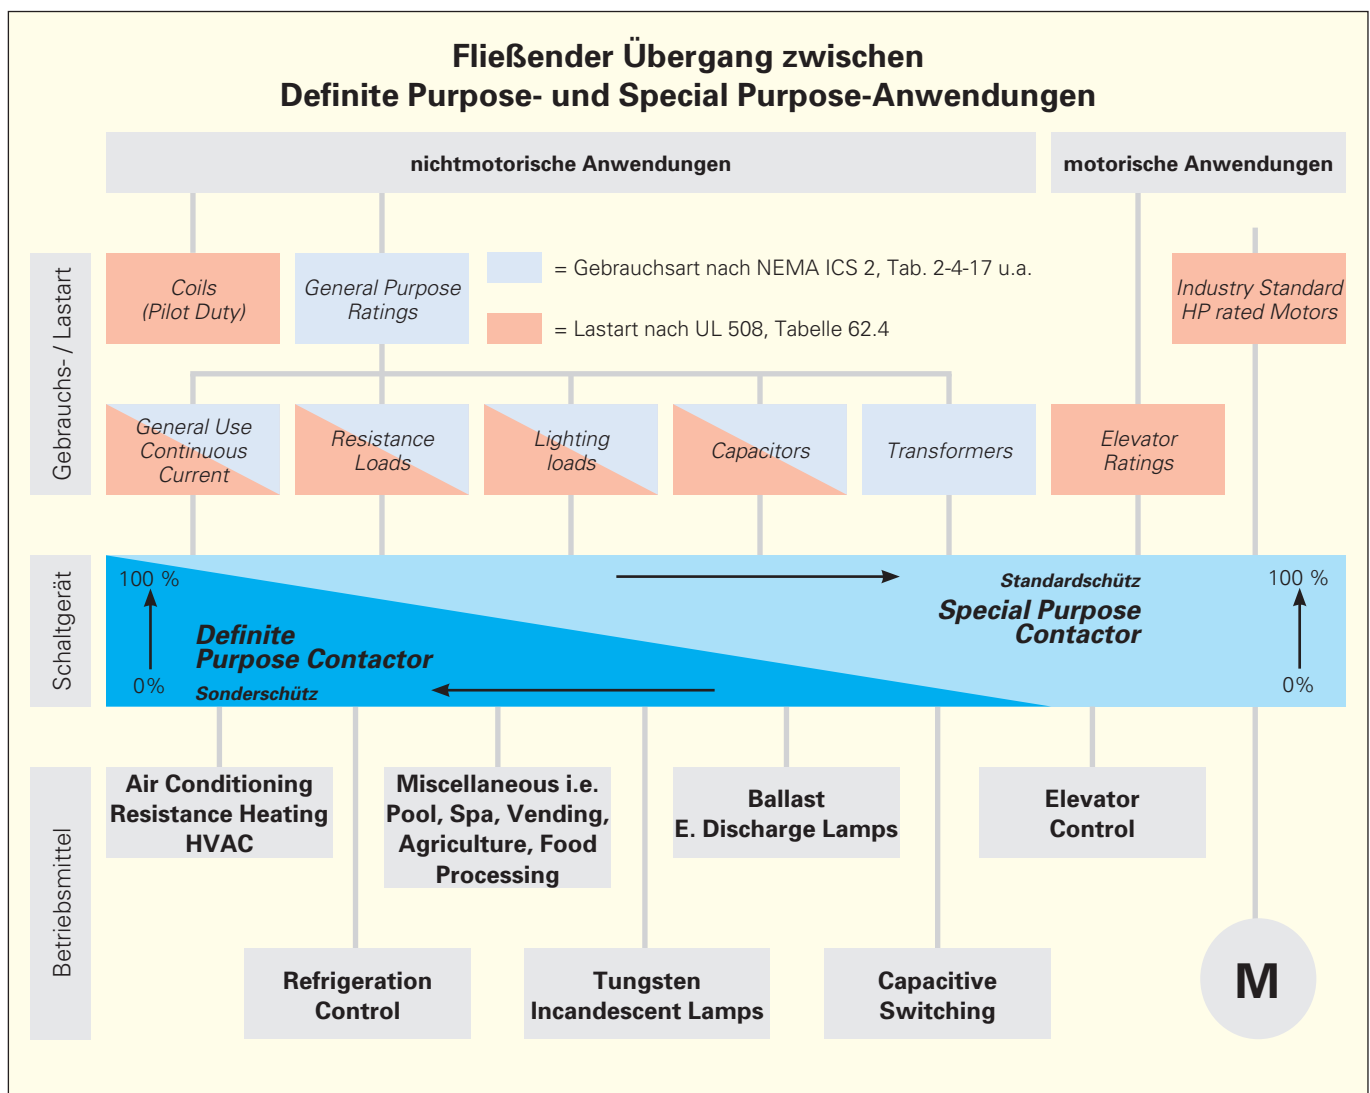 Fließender Übergang zwischen
Definite Purpose- und Special Purpose-Anwendungen
nichtmotorische Anwendungen
motorische Anwendungen
Gebrauchs- / Lastart
Coils
(Pilot Duty)
General Purpose
Ratings
= Gebrauchsart nach NEMA ICS 2, Tab. 2-4-17 u.a.
= Lastart nach UL 508, Tabelle 62.4
Industry Standard
HP rated Motors
General Use
Continuous
Current
Resistance
Loads
Lighting
loads
Capacitors
Transformers
Elevator
Ratings
Schaltgerät
100 %
0%
Definite
Purpose Contactor
Sonderschütz
Standardschütz
Special Purpose
Contactor
100 %
0%
Betriebsmittel
Air Conditioning
Resistance Heating
HVAC
Miscellaneous i.e.
Pool, Spa, Vending,
Agriculture, Food
Processing
Ballast
E. Discharge Lamps
Elevator
Control
Refrigeration
Control
Tungsten
Incandescent Lamps
Capacitive
Switching
M